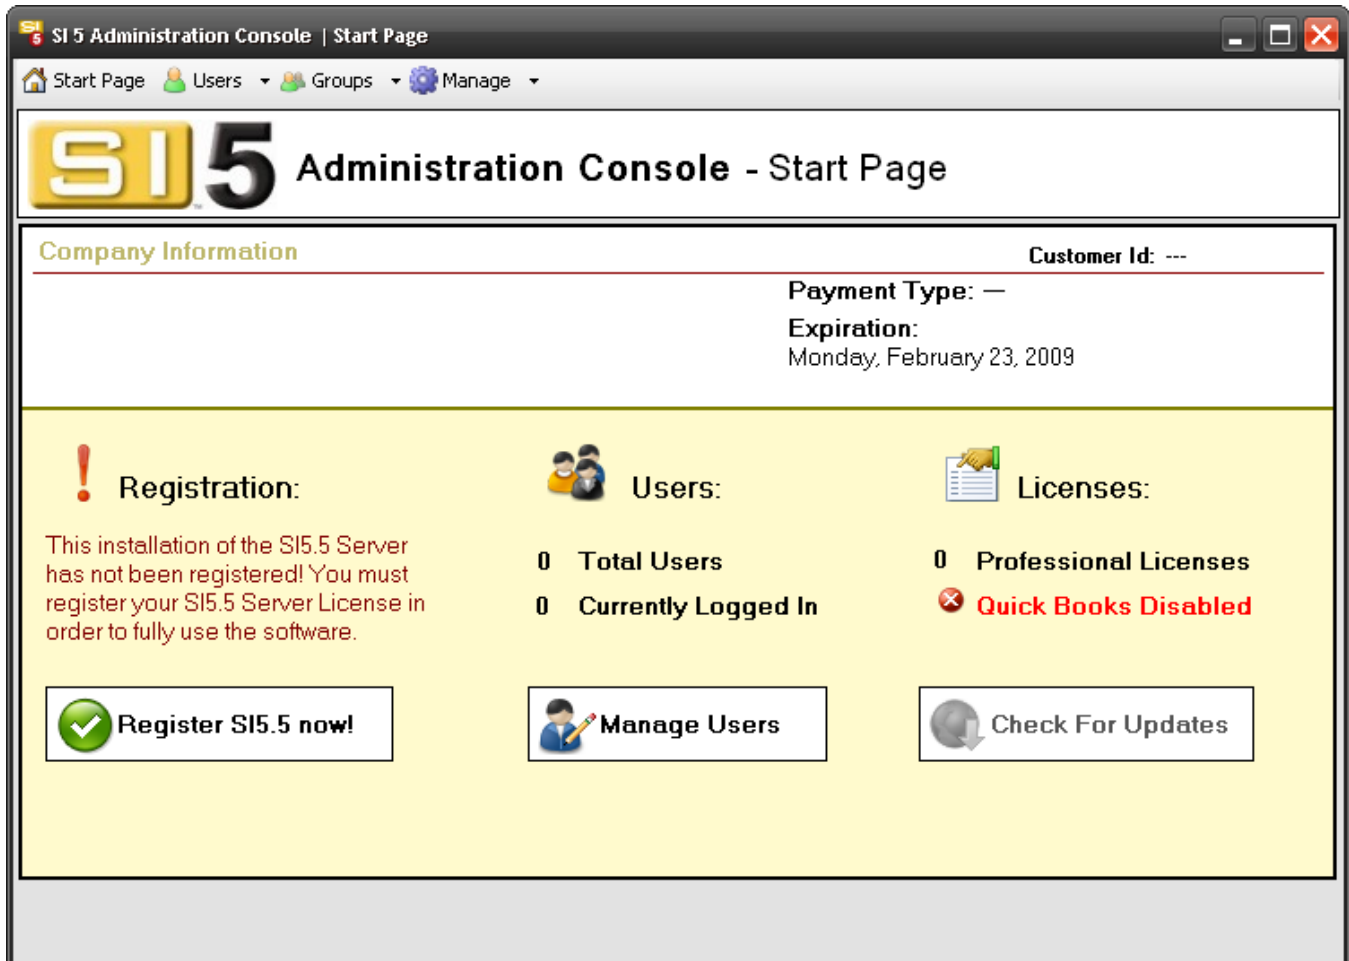 SI 5 Administration Console | Start Page
Start Page Users Groups Manage
SI5 Administration Console - Start Page
Company Information
Customer Id: ---
Payment Type: —
Expiration:
Monday, February 23, 2009
Registration:
This installation of the SI5.5 Server
has not been registered! You must
register your SI5.5 Server License in
order to fully use the software.
Register SI5.5 now!
Users:
0 Total Users
0 Currently Logged In
Manage Users
Licenses:
0 Professional Licenses
Quick Books Disabled
Check For Updates